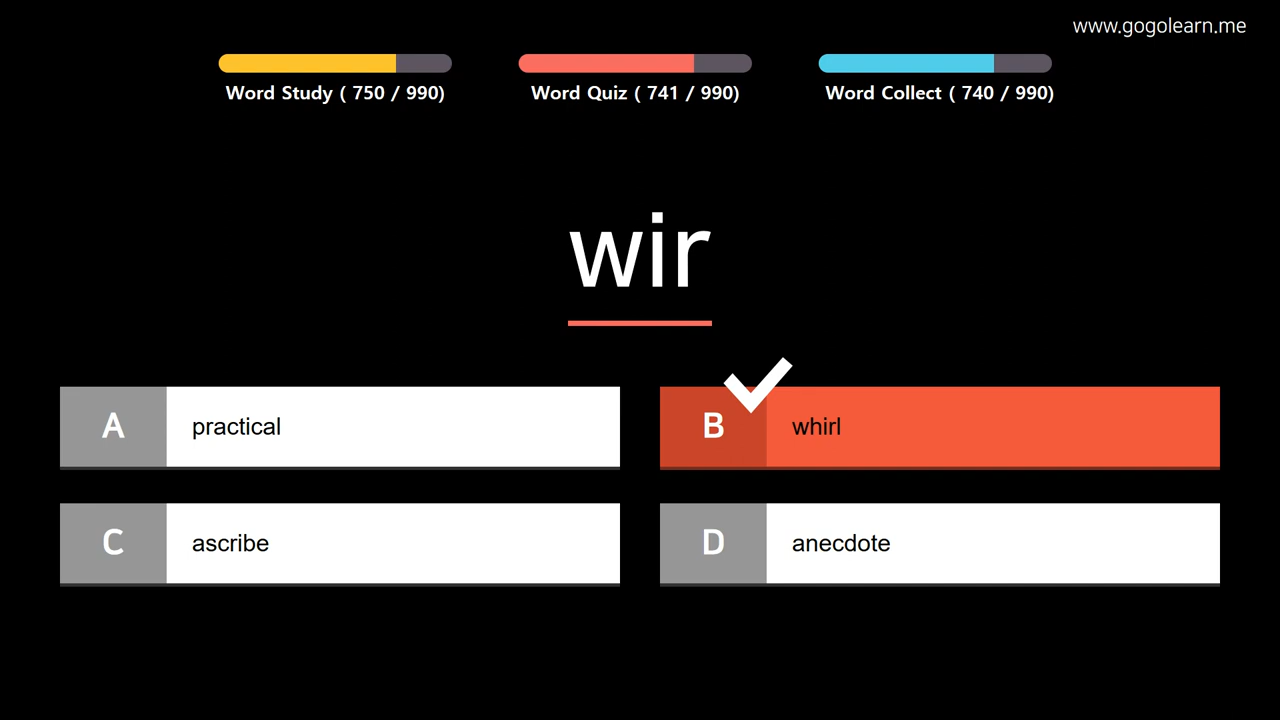 www.gogolearn.me
Word Study ( 750 / 990)
Word Quiz ( 741 / 990)
Word Collect ( 740 / 990)
wir
A practical
B whirl
C ascribe
D anecdote